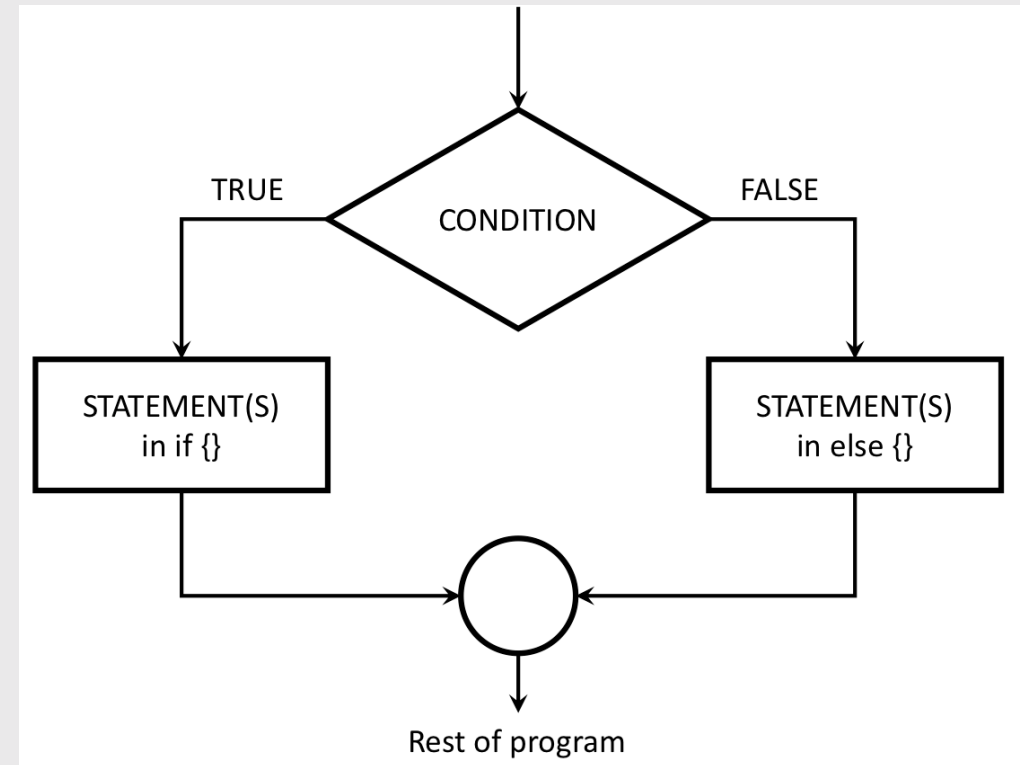 TRUE
FALSE
CONDITION
STATEMENT(S)
in if {}
STATEMENT(S)
in else {}
Rest of program